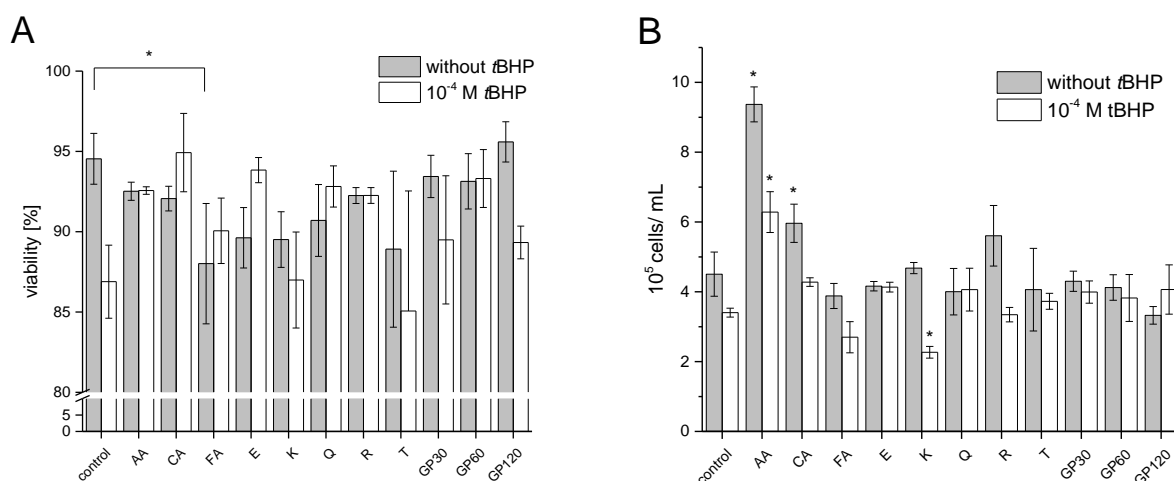 A
*
without tBHP
10-4 M tBHP
viability [%]
100
95
90
85
80
5
0
control
AA
CA
FA
E
K
Q
R
T
GP30
GP60
GP120
B
without tBHP
10-4 M tBHP
10^5 cells/ mL
10
8
6
4
2
0
*
*
*
*
control
AA
CA
FA
E
K
Q
R
T
GP30
GP60
GP120